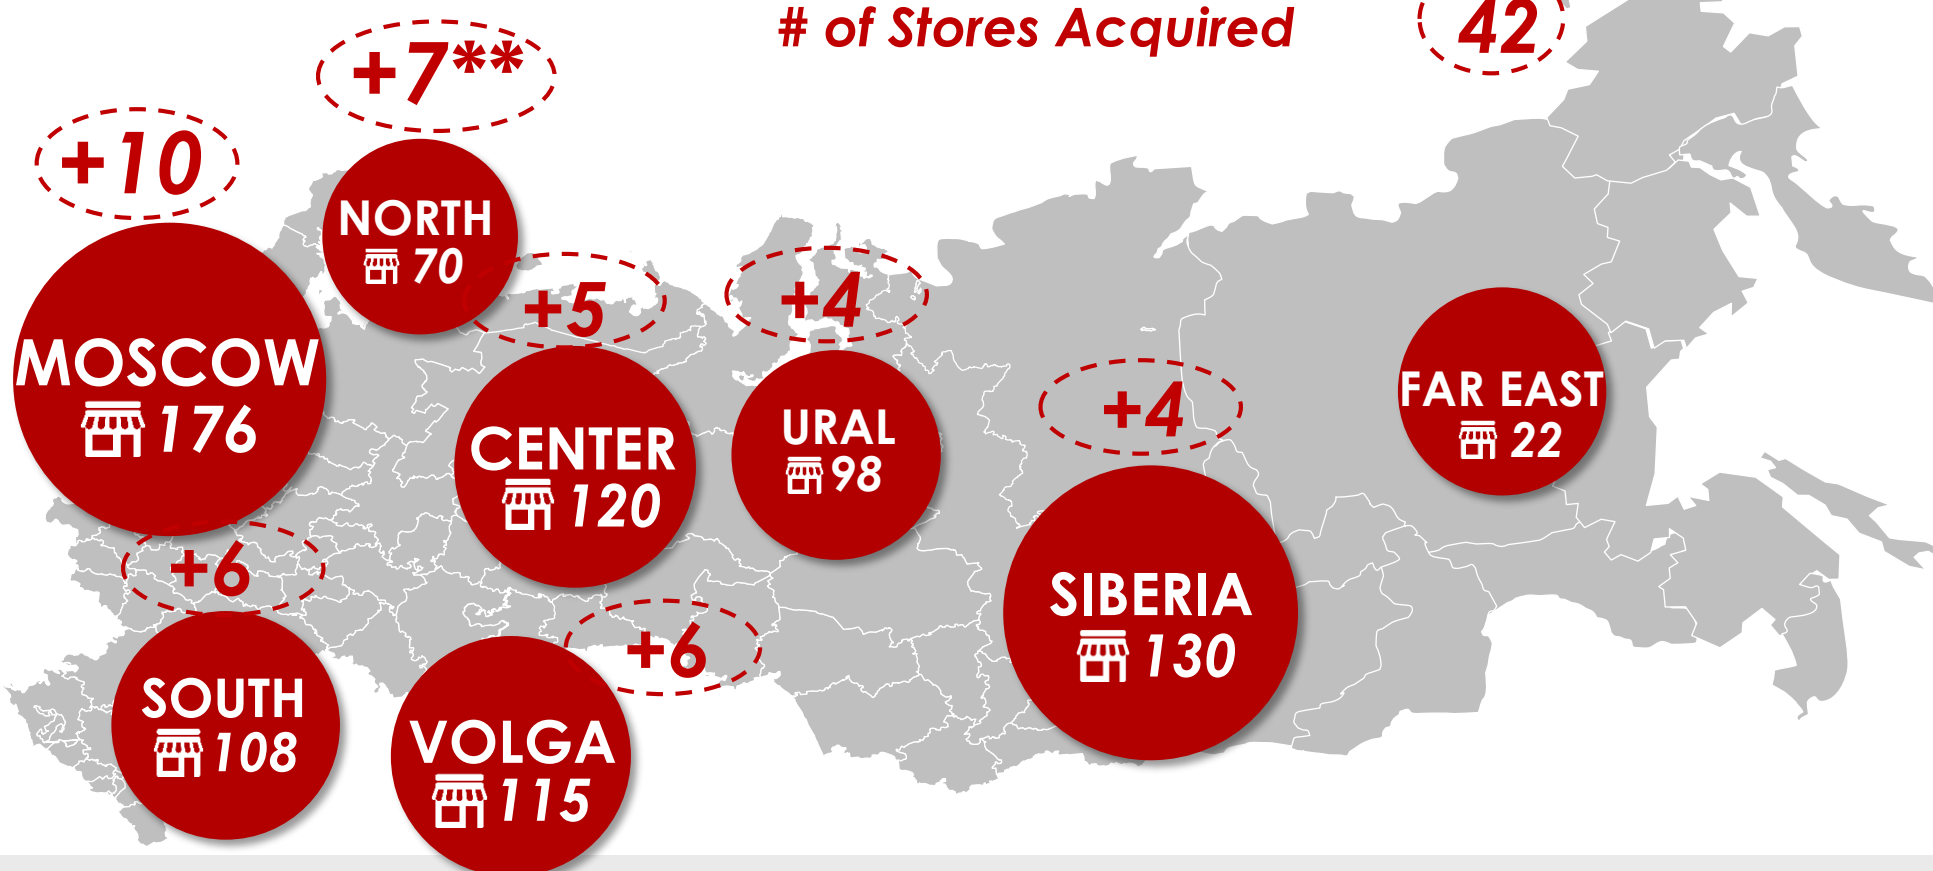 # of Stores Acquired
42
+7**
+10
NORTH
70
+5
+4
MOSCOW
176
+4
FAR EAST
22
CENTER
120
URAL
98
+6
SIBERIA
130
+6
SOUTH
108
VOLGA
115